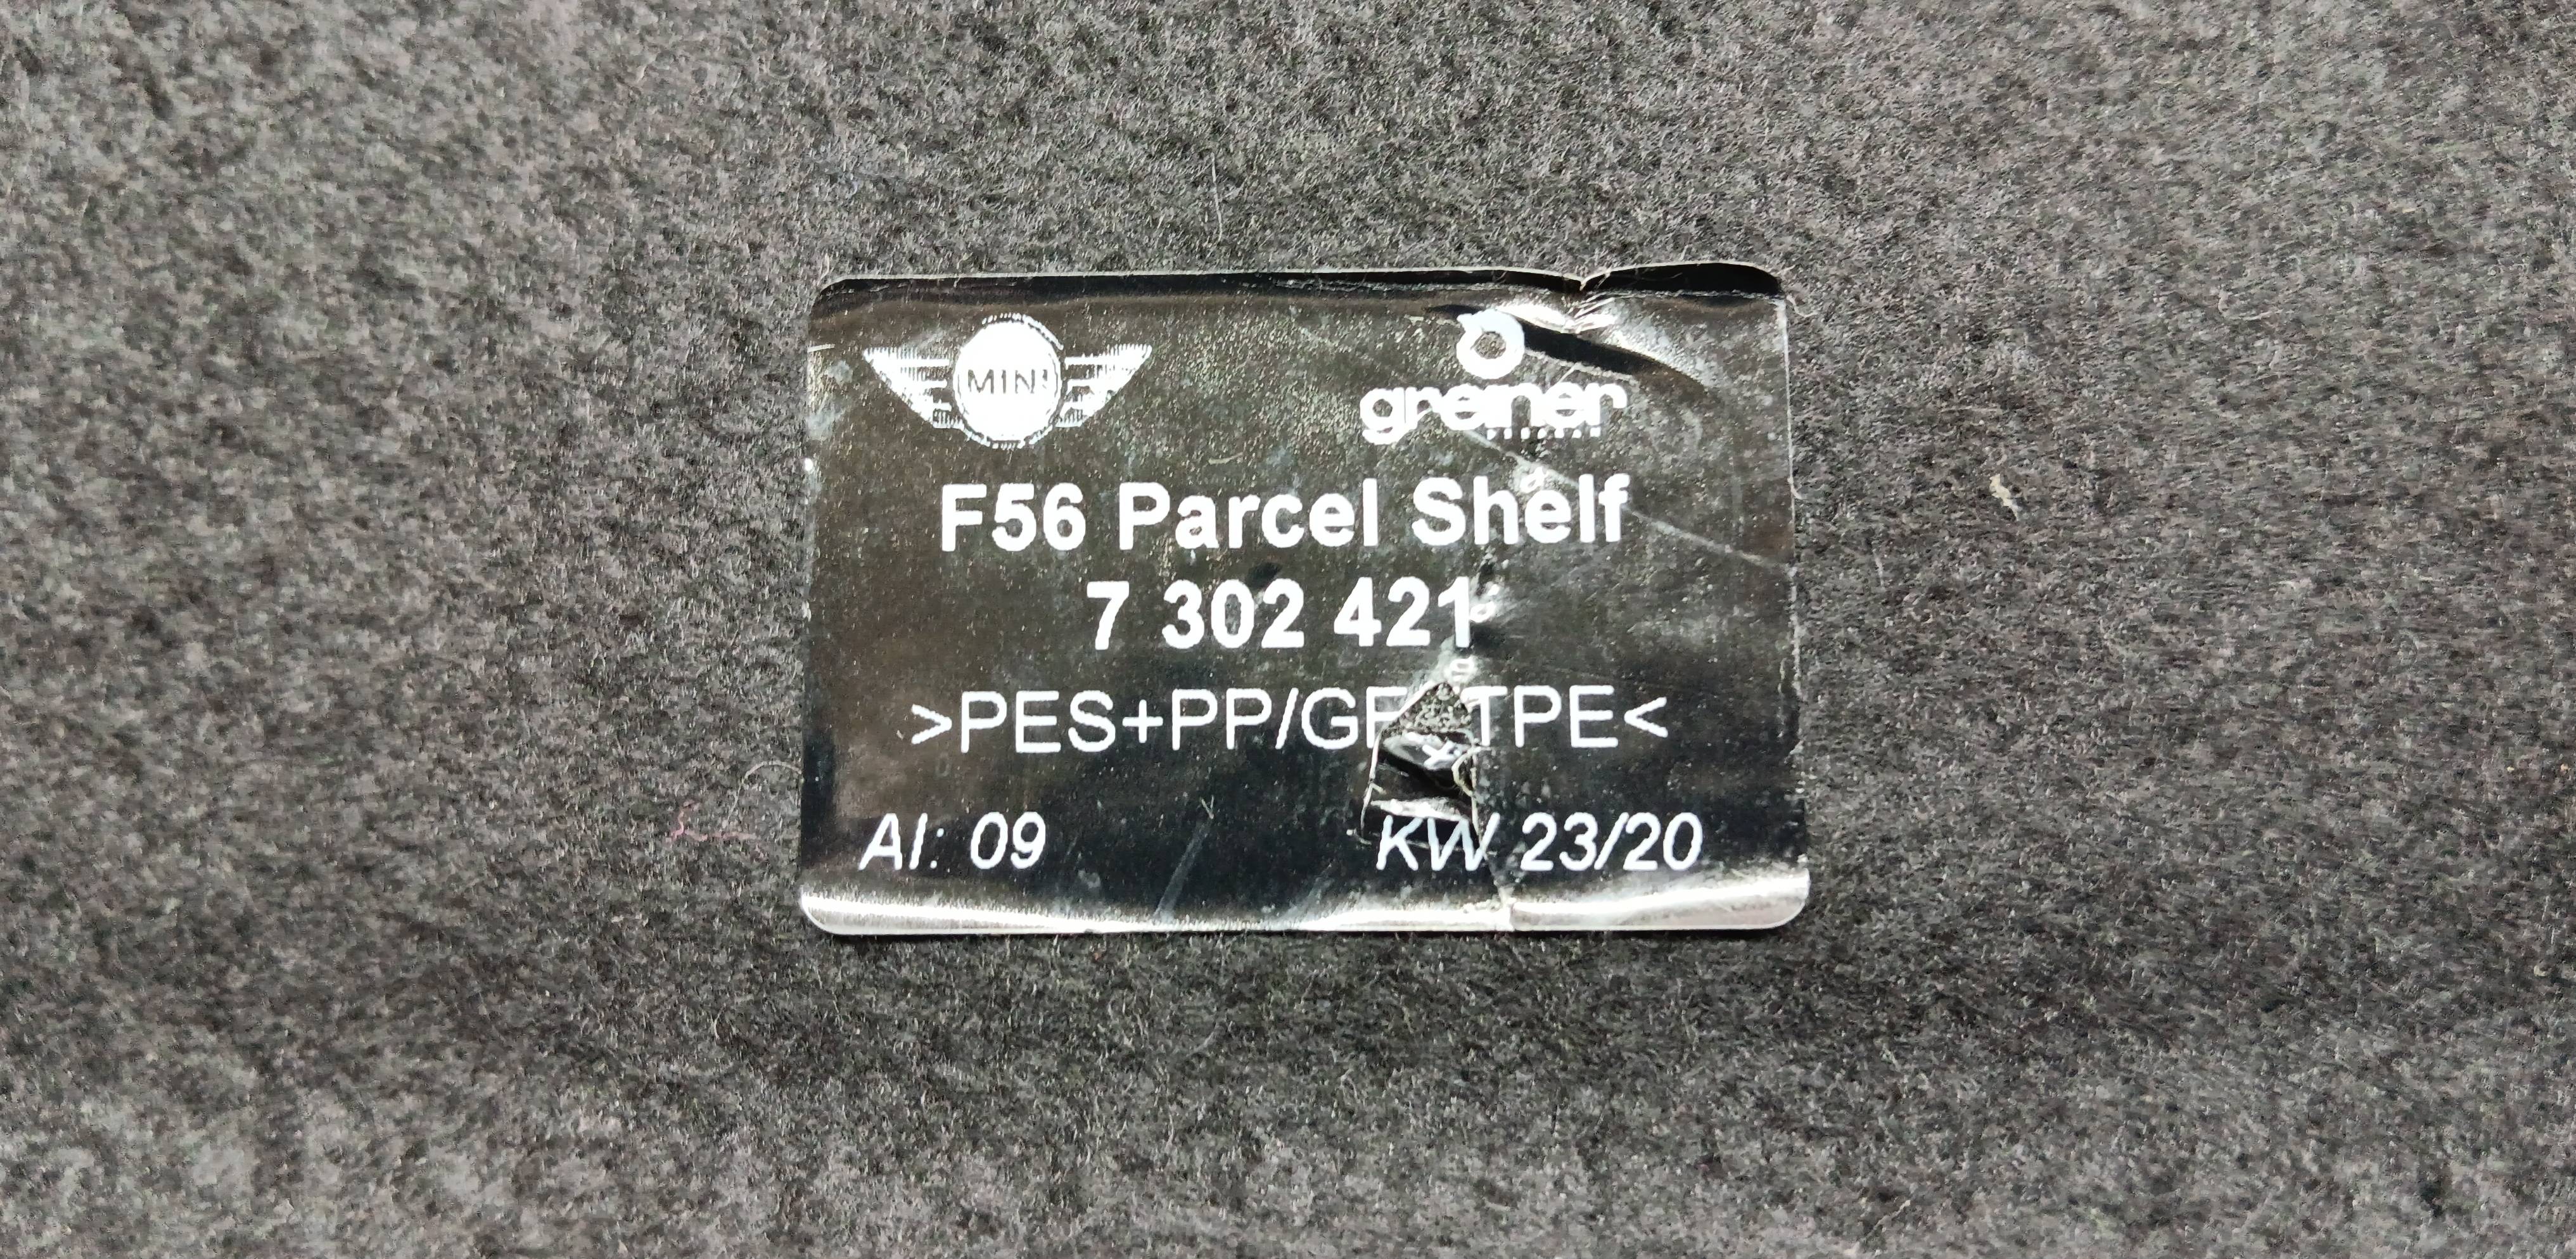 MINI
greiner
F56 Parcel Shelf
7 302 421
>PES+PP/GF+TPE<
AI: 09
KW 23/20